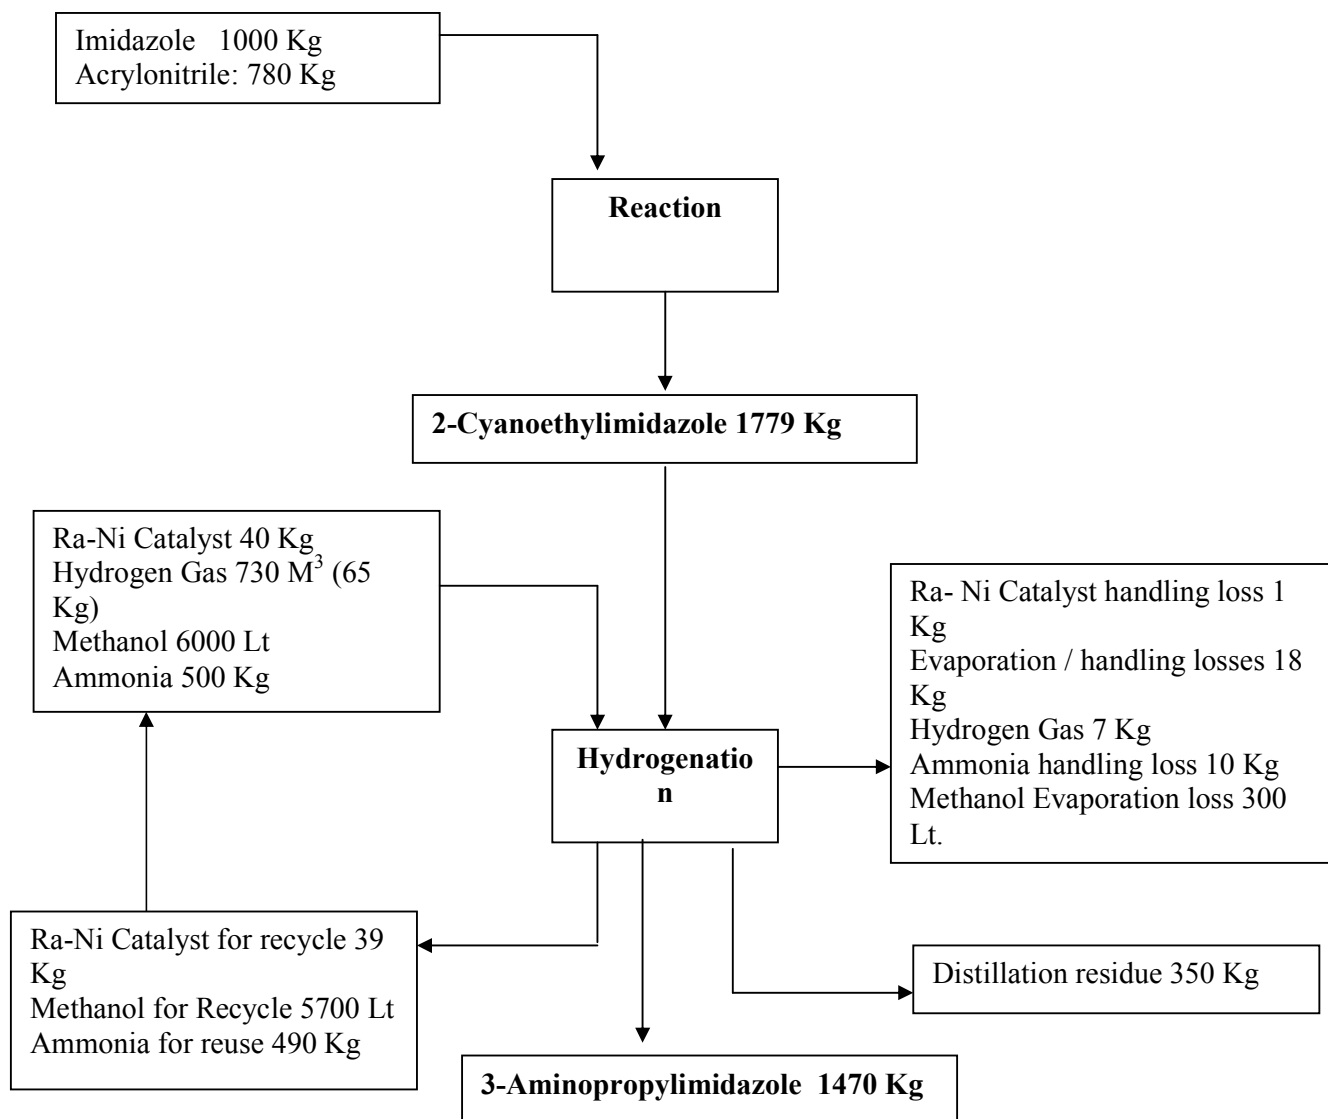 Imidazole 1000 Kg
Acrylonitrile: 780 Kg
Reaction
2-Cyanoethylimidazole 1779 Kg
Ra-Ni Catalyst 40 Kg
Hydrogen Gas 730 M³ (65
Kg)
Methanol 6000 Lt
Ammonia 500 Kg
Hydrogenatio
n
Ra- Ni Catalyst handling loss 1
Kg
Evaporation / handling losses 18
Kg
Hydrogen Gas 7 Kg
Ammonia handling loss 10 Kg
Methanol Evaporation loss 300
Lt.
Ra-Ni Catalyst for recycle 39
Kg
Methanol for Recycle 5700 Lt
Ammonia for reuse 490 Kg
Distillation residue 350 Kg
3-Aminopropylimidazole 1470 Kg